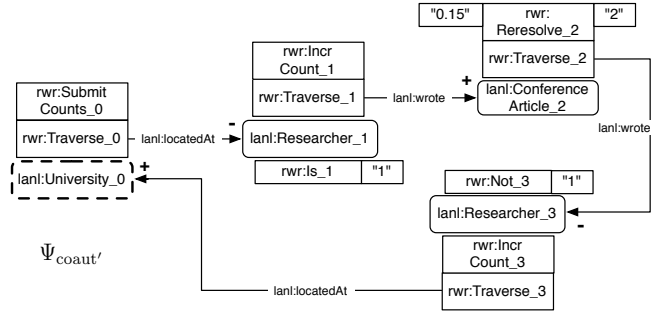 "0.15"
rwr:
Reresolve_2
"2"
rwr:Traverse_2
lanl:Conference
Article_2
rwr:Incr
Count_1
rwr:Traverse_1
lanl:wrote
+
lanl:Researcher_1
rwr:Is_1
"1"
rwr:Submit
Counts_0
rwr:Traverse_0
lanl:locatedAt
-
lanl:University_0
+
lanl:wrote
rwr:Not_3
"1"
lanl:Researcher_3
-
rwr:Incr
Count_3
rwr:Traverse_3
lanl:locatedAt
Ψcoaut′